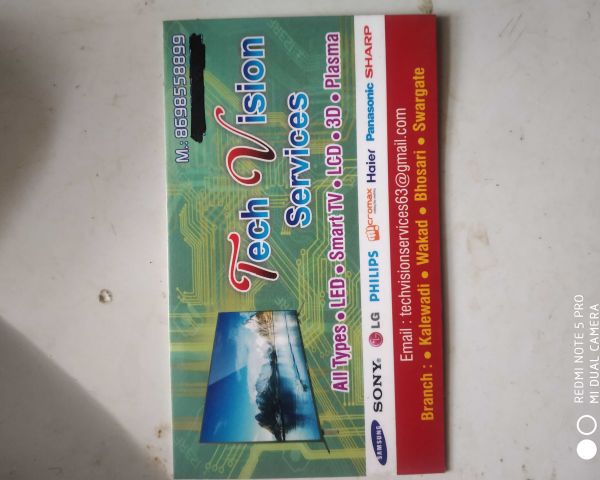 M.: 8698558899
Tech Vision
Services
All Types • LED • Smart TV • LCD • 3D • Plasma
SAMSUNG SONY LG PHILIPS micromax Haier Panasonic SHARP
Email : techvisionservices63@gmail.com
Branch : • Kalewadi • Wakad • Bhosari • Swargate
REDMI NOTE 5 PRO
MI DUAL CAMERA